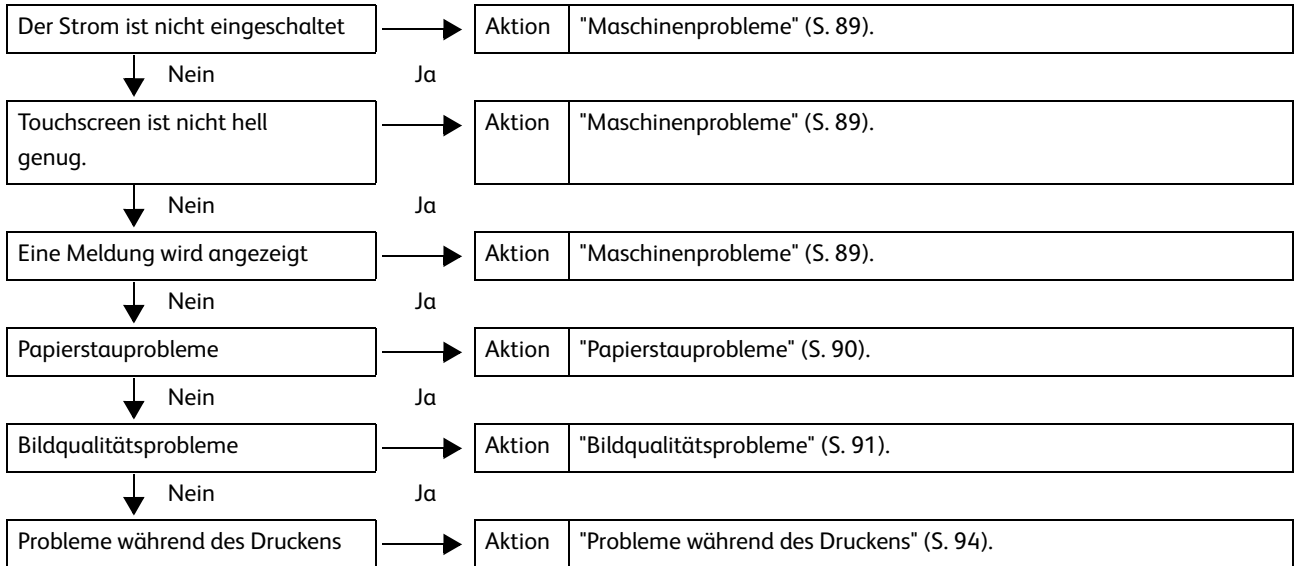 Der Strom ist nicht eingeschaltet Aktion "Maschinenprobleme" (S. 89).
Nein Ja
Touchscreen ist nicht hell Aktion "Maschinenprobleme" (S. 89).
genug.
Nein Ja
Eine Meldung wird angezeigt Aktion "Maschinenprobleme" (S. 89).
Nein Ja
Papierstauprobleme Aktion "Papierstauprobleme" (S. 90).
Nein Ja
Bildqualitätsprobleme Aktion "Bildqualitätsprobleme" (S. 91).
Nein Ja
Probleme während des Druckens Aktion "Probleme während des Druckens" (S. 94).